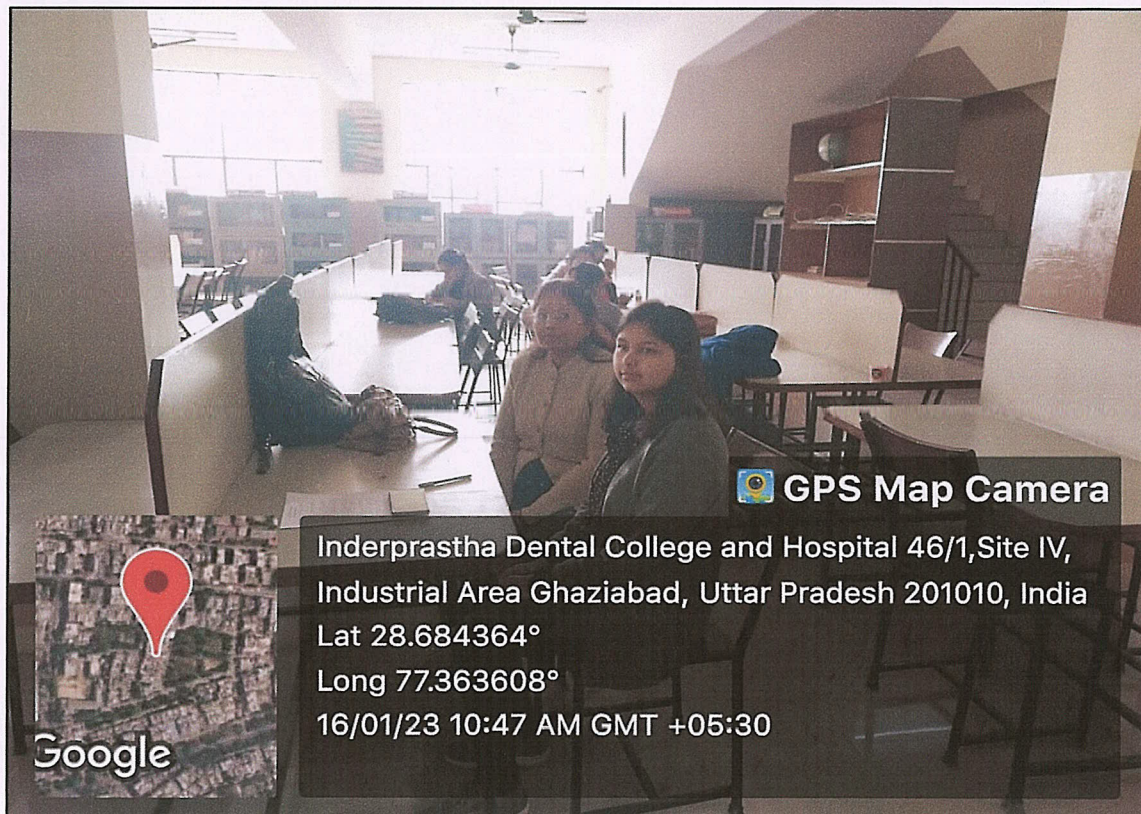 GPS Map Camera
Inderprastha Dental College and Hospital 46/1,Site IV,
Industrial Area Ghaziabad, Uttar Pradesh 201010, India
Lat 28.684364°
Long 77.363608°
16/01/23 10:47 AM GMT +05:30
Google